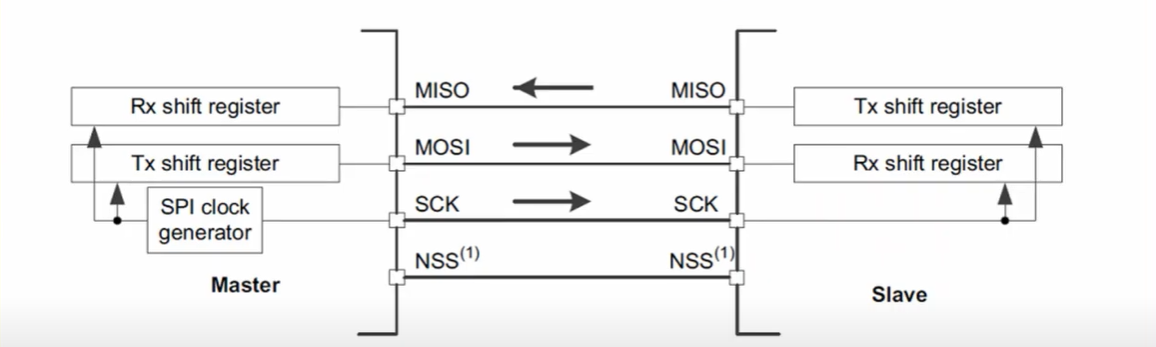 MISO
MISO
Rx shift register
Tx shift register
MOSI
MOSI
Tx shift register
Rx shift register
SPI clock
generator
SCK
SCK
NSS(1)
NSS(1)
Master
Slave